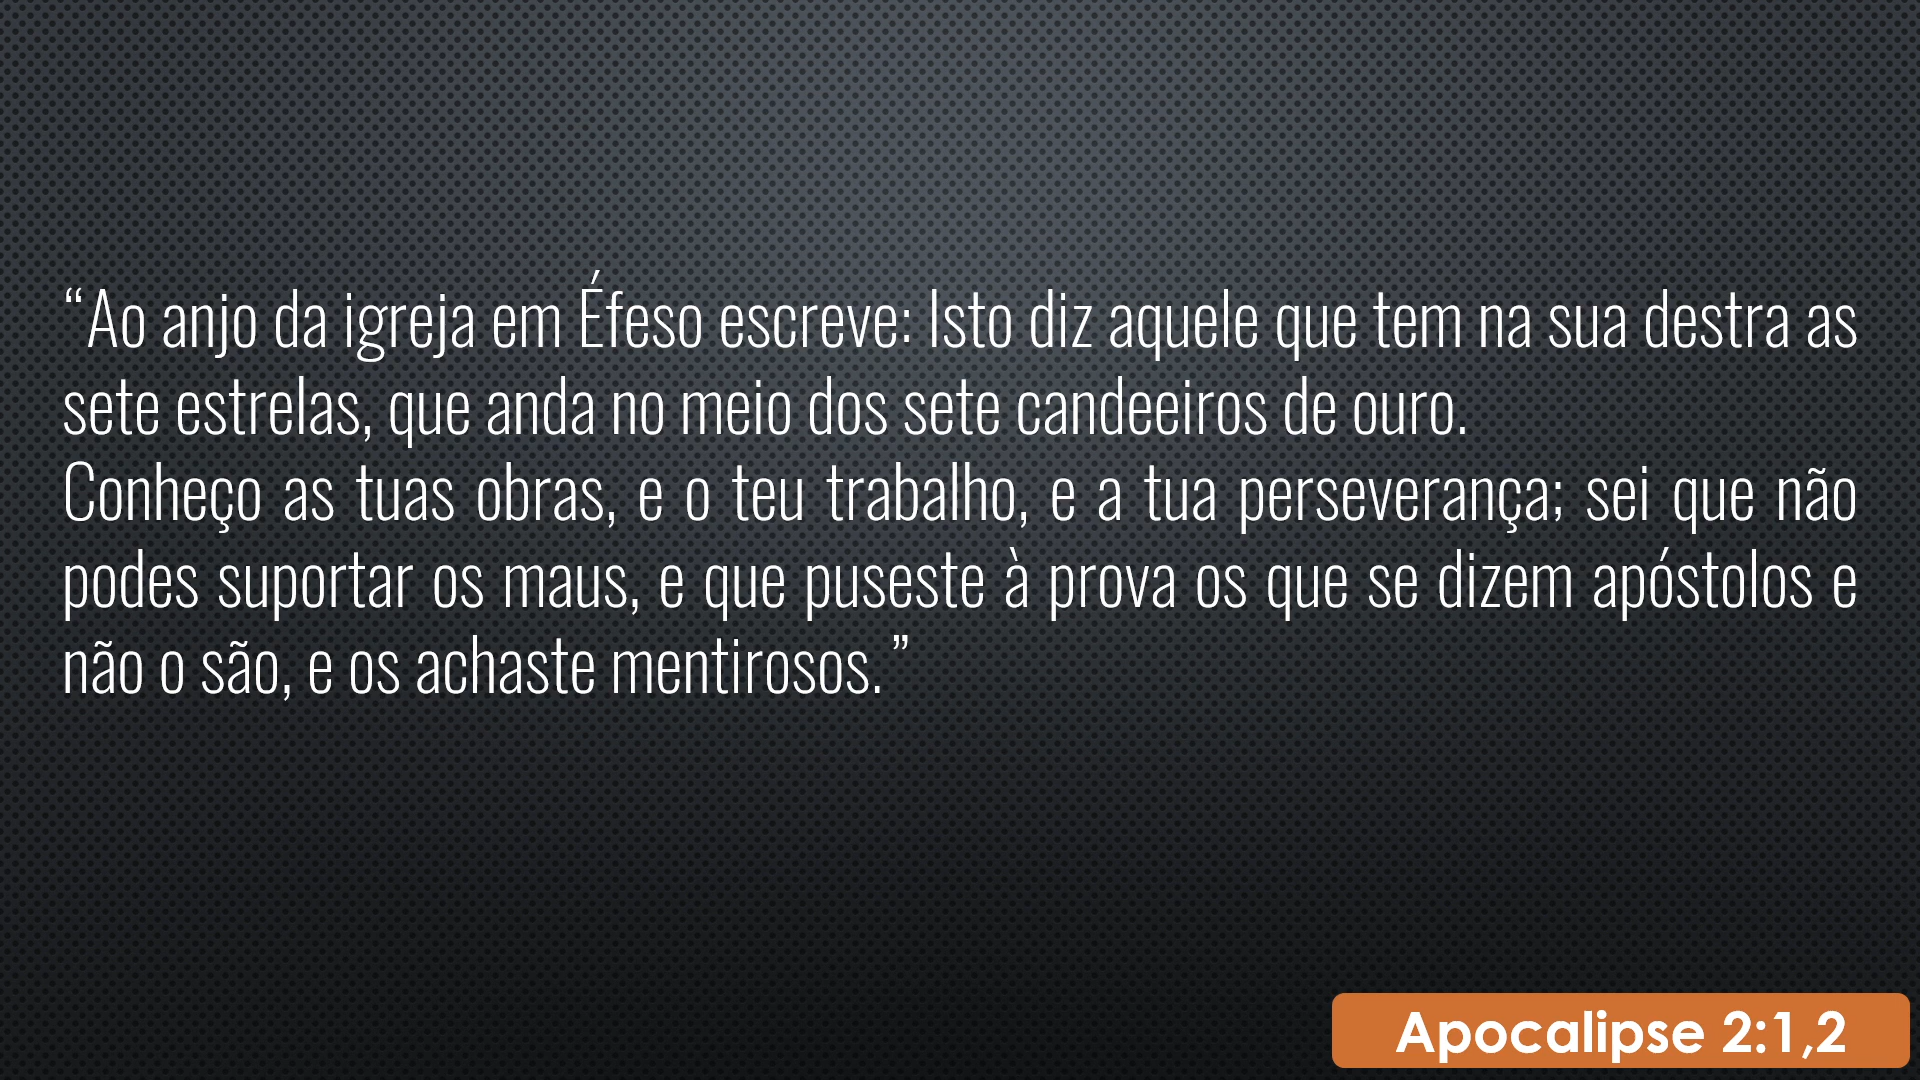 “Ao anjo da igreja em Éfeso escreve: Isto diz aquele que tem na sua destra as
sete estrelas, que anda no meio dos sete candeeiros de ouro.
Conheço as tuas obras, e o teu trabalho, e a tua perseverança; sei que não
podes suportar os maus, e que puseste à prova os que se dizem apóstolos e
não o são, e os achaste mentirosos.”
Apocalipse 2:1,2